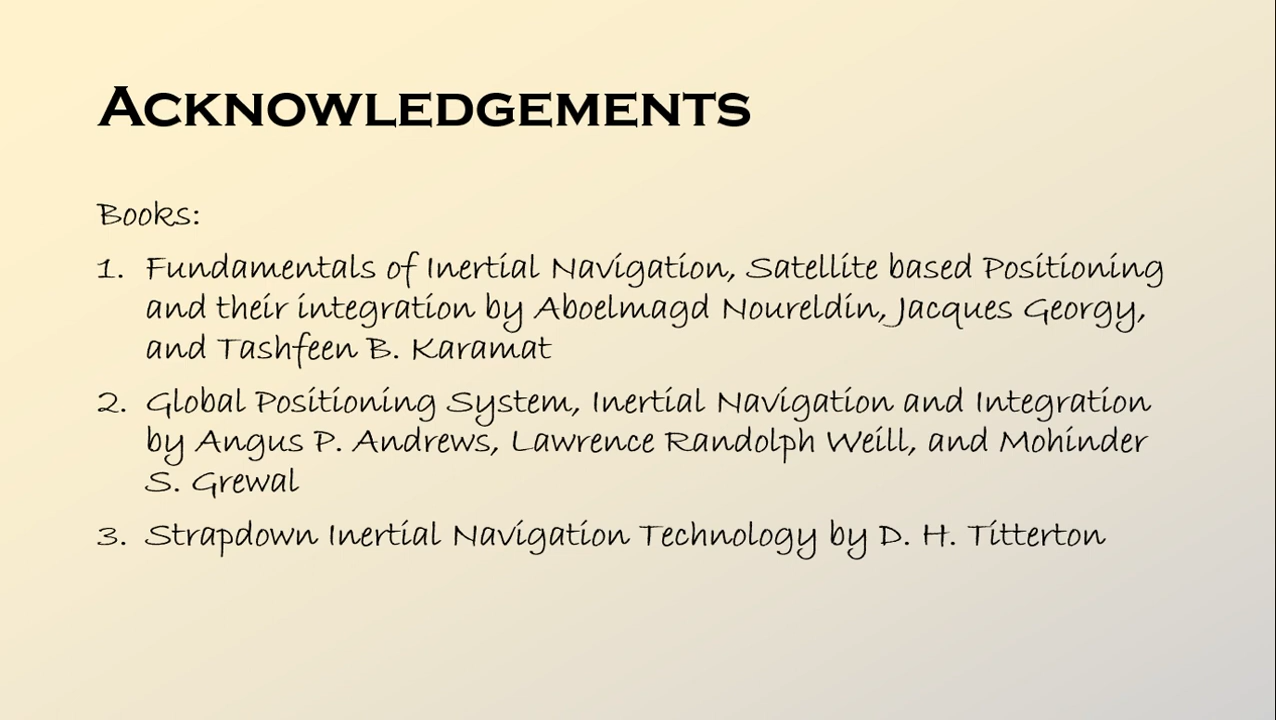 Acknowledgements
Books:
1. Fundamentals of Inertial Navigation, Satellite based Positioning
and their integration by Aboelmagd Noureldin, Jacques Georgy,
and Tashfeen B. Karamat
2. Global Positioning System, Inertial Navigation and Integration
by Angus P. Andrews, Lawrence Randolph Weill, and Mohinder
S. Grewal
3. Strapdown Inertial Navigation Technology by D. H. Titterton